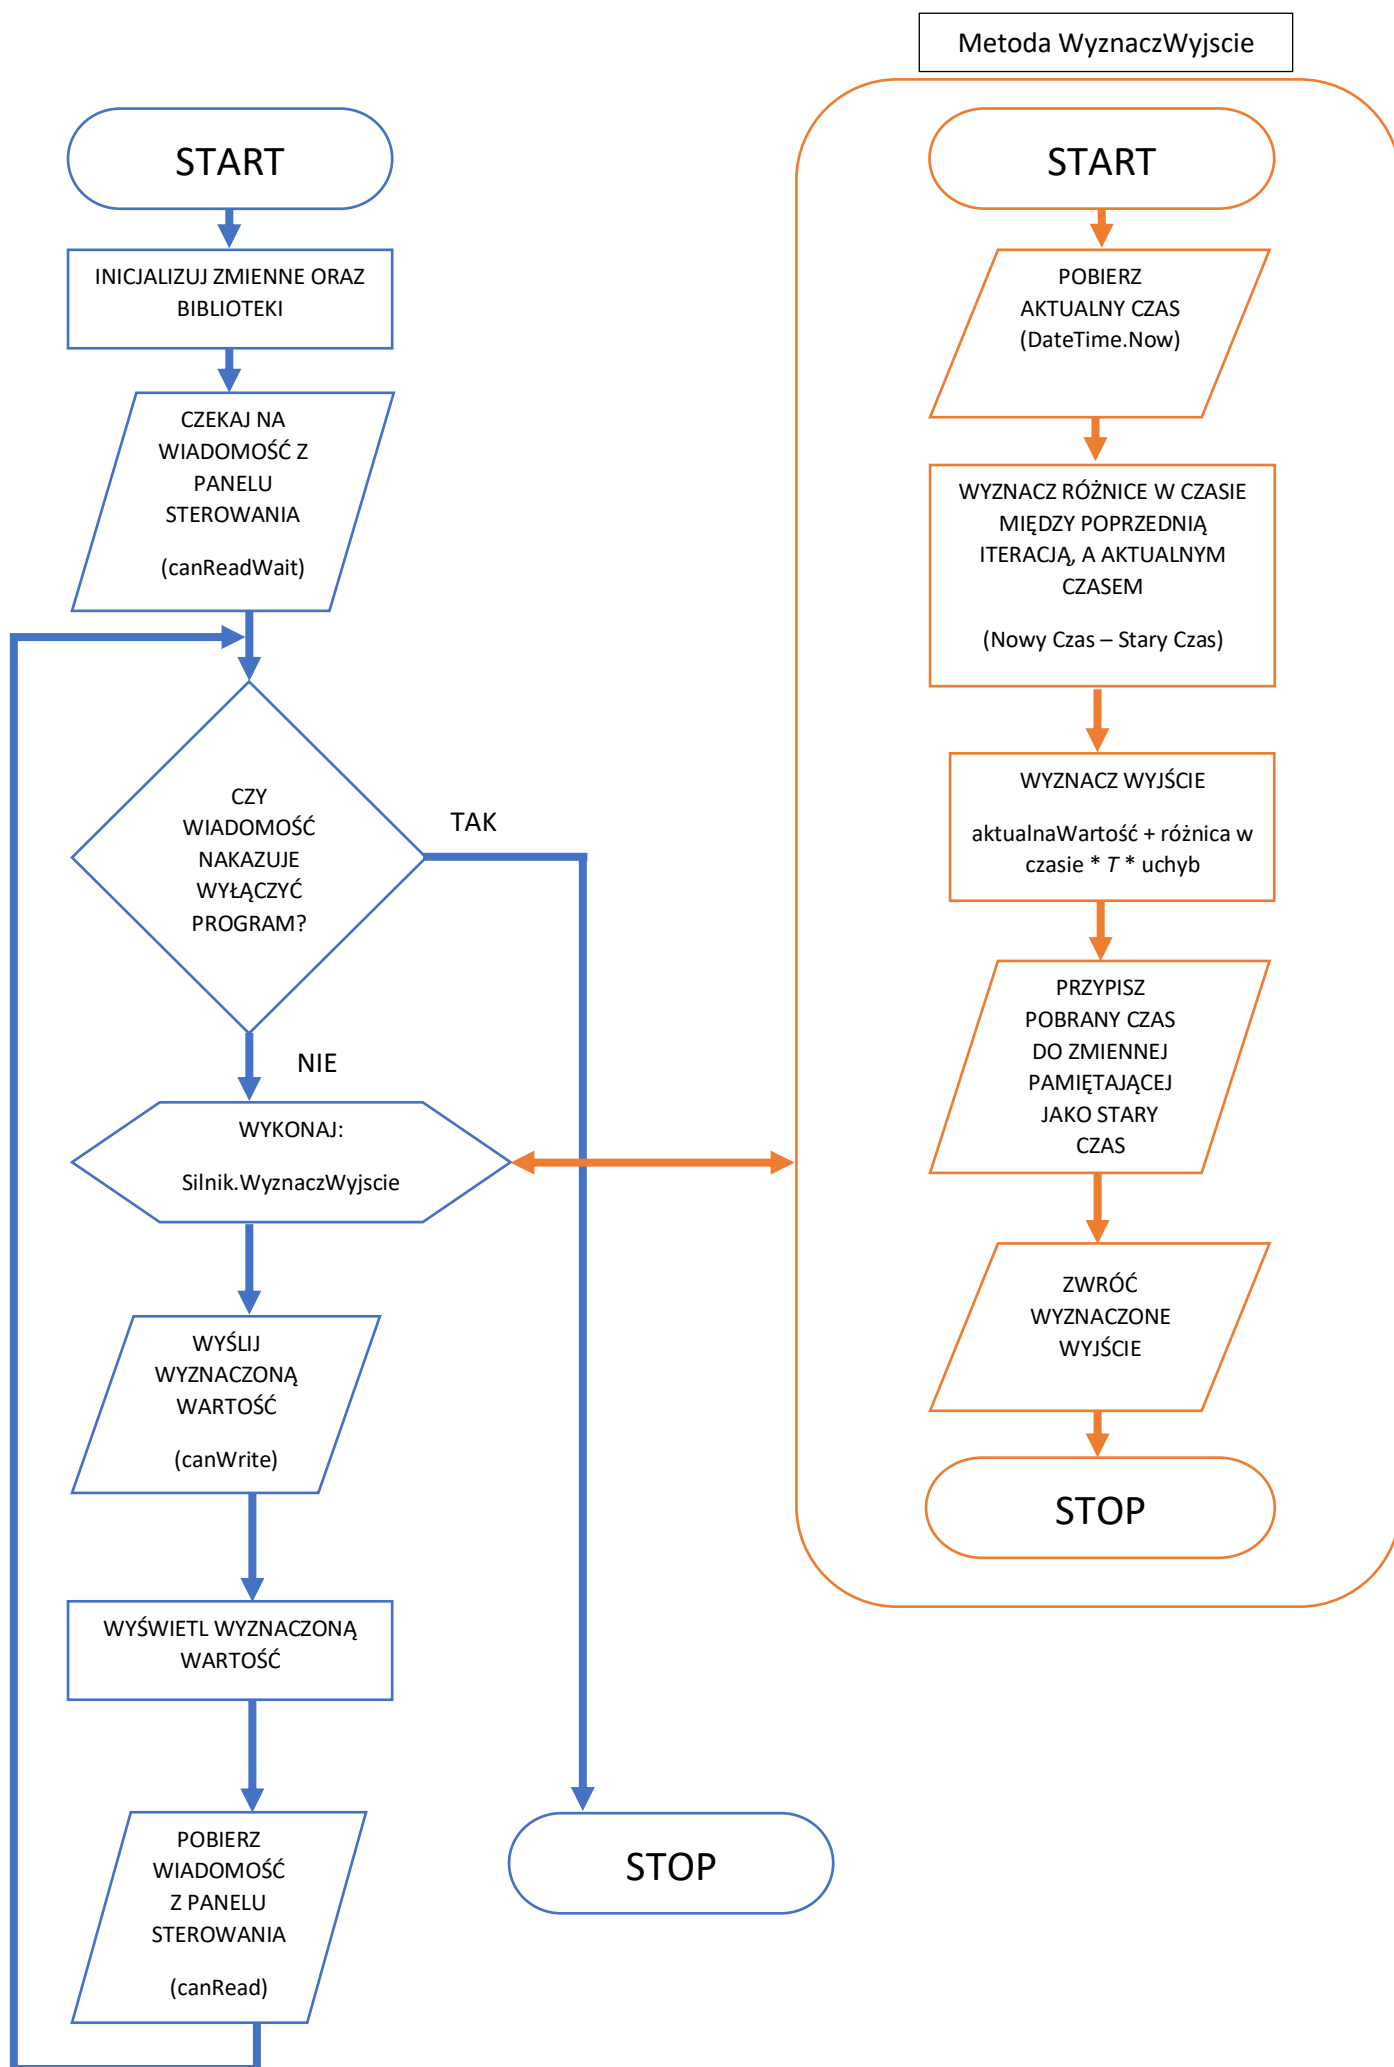 Metoda WyznaczWyjscie
START
INICJALIZUJ ZMIENNE ORAZ
BIBLIOTEKI
CZEKAJ NA
WIADOMOŚĆ Z
PANELU
STEROWANIA
(canReadWait)
CZY
WIADOMOŚĆ
NAKAZUJE
WYŁĄCZYĆ
PROGRAM?
TAK
NIE
WYKONAJ:
Silnik.WyznaczWyjscie
WYŚLIJ
WYZNACZONĄ
WARTOŚĆ
(canWrite)
WYŚWIETL WYZNACZONĄ
WARTOŚĆ
POBIERZ
WIADOMOŚĆ
Z PANELU
STEROWANIA
(canRead)
STOP
START
POBIERZ
AKTUALNY CZAS
(DateTime.Now)
WYZNACZ RÓŻNICE W CZASIE
MIĘDZY POPRZEDNIĄ
ITERACJĄ, A AKTUALNYM
CZASEM
(Nowy Czas – Stary Czas)
WYZNACZ WYJŚCIE
aktualnaWartość + różnica w
czasie * T * uchyb
PRZYPISZ
POBRANY CZAS
DO ZMIENNEJ
PAMIĘTAJĄCEJ
JAKO STARY
CZAS
ZWRÓĆ
WYZNACZONE
WYJŚCIE
STOP